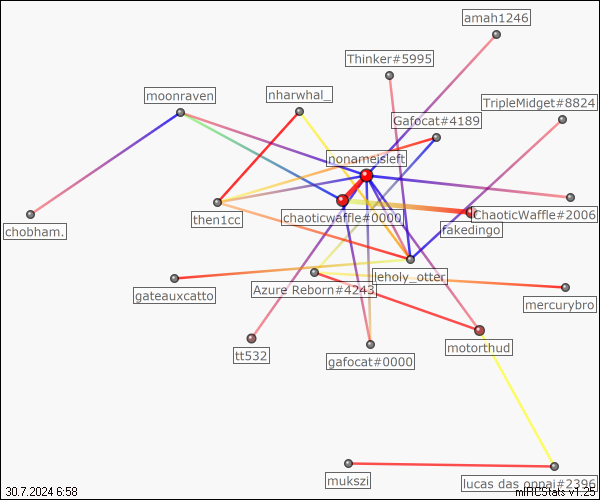 amah1246
Thinker#5995
moonraven
nharwhal_
TripleMidget#8824
Gafocat#4189
nonameisleft
chaoticwaffle#0000
ChaoticWaffle#2006
then1cc
fakedingo
chobham.
leholy_otter
Azure Reborn#4243
gateauxcatto
mercurybro
motorthud
tt532
gafocat#0000
mukszi
lucas das oppai#2396
30.7.2024 6:58
mIRCStats v1.25